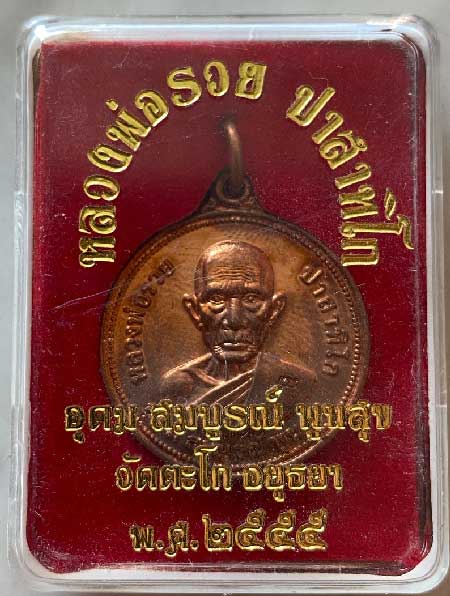 หลวงพ่อรวย ปาสาทิโก
หลวงพ่อรวย ปาสาทิโก
อุดม สมบูรณ์ พูนสุข
วัดตะโก อยุธยา
พ.ศ.๒๕๕๕